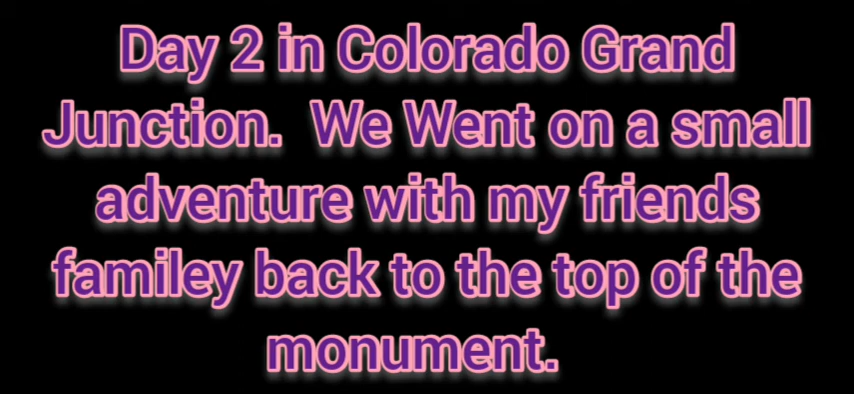 Day 2 in Colorado Grand
Junction.  We Went on a small
adventure with my friends
familey back to the top of the
monument.